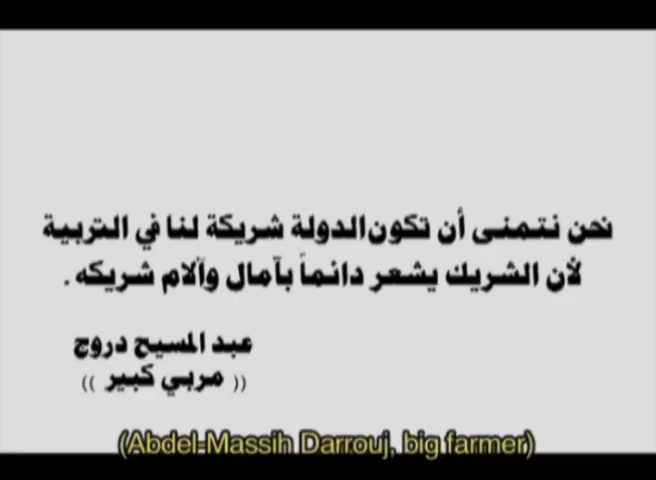 نحن نتمنى أن تكون الدولة شريكة لنا في التربية
لأن الشريك يشعر دائماً بآمال وآلام شريكه .
عبد المسيح دروج
(( مربي كبير ))
(Abdel-Massih Darrouj, big farmer)